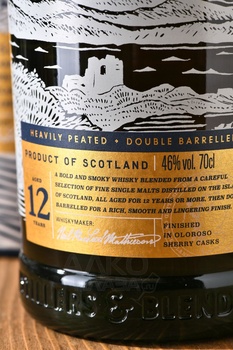 HEAVILY PEATED + DOUBLE BARRELLED
PRODUCT OF SCOTLAND | 46% vol. 70cl
AGED
12
YEARS
A BOLD AND SMOKY WHISKY BLENDED FROM A CAREFUL
SELECTION OF FINE SINGLE MALTS DISTILLED ON THE ISLA
OF SCOTLAND, ALL AGED FOR 12 YEARS OR MORE, THEN DO
BARRELLED FOR A RICH, SMOOTH AND LINGERING FINISH.
WHISKYMAKER:
FINISHED
IN OLOROSO
SHERRY CASKS
& BLEND